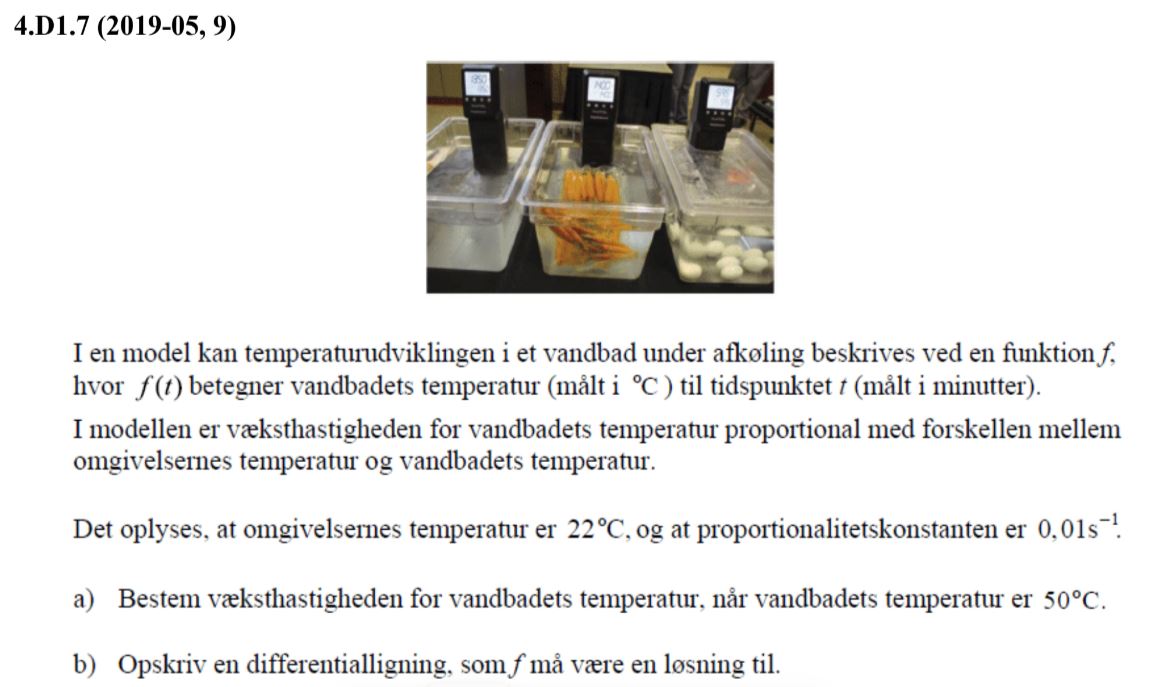 4.D1.7 (2019-05, 9)
1400
I en model kan temperaturudviklingen i et vandbad under afkøling beskrives ved en funktion f,
hvor f(t) betegner vandbadets temperatur (målt i °C ) til tidspunktet t (målt i minutter).
I modellen er væksthastigheden for vandbadets temperatur proportional med forskellen mellem
omgivelsernes temperatur og vandbadets temperatur.
Det oplyses, at omgivelsernes temperatur er 22°C, og at proportionalitetskonstanten er 0,01s⁻¹.
a) Bestem væksthastigheden for vandbadets temperatur, når vandbadets temperatur er 50°C.
b) Opskriv en differentialligning, som f må være en løsning til.